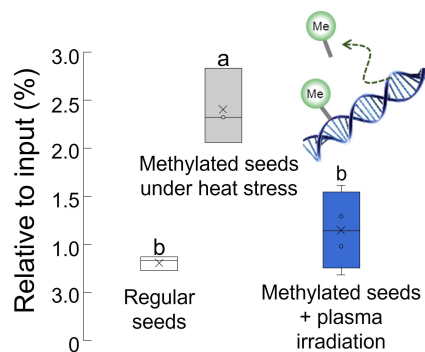 Relative to input (%)
3.0
2.5
2.0
1.5
1.0
3.0
0
a
Methylated seeds
under heat stress
b
Regular
seeds
b
Methylated seeds
+ plasma
irradiation
Me
Me